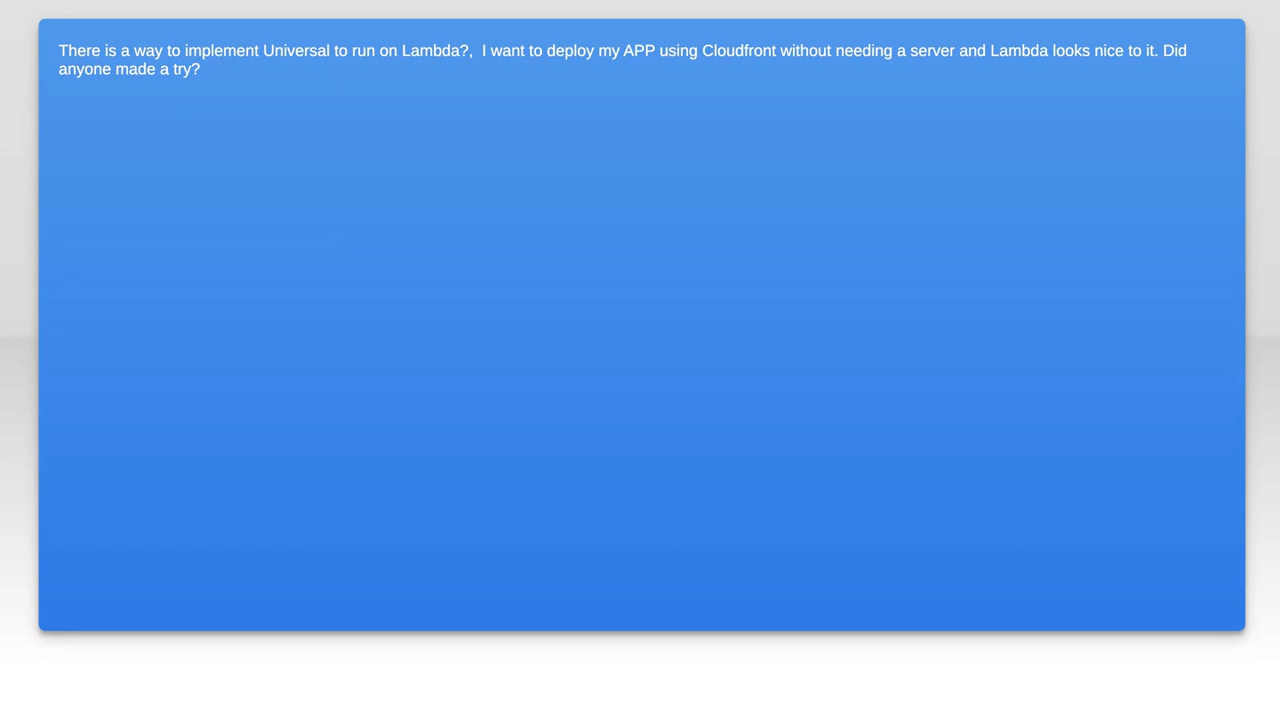 There is a way to implement Universal to run on Lambda?,  I want to deploy my APP using Cloudfront without needing a server and Lambda looks nice to it. Did
anyone made a try?